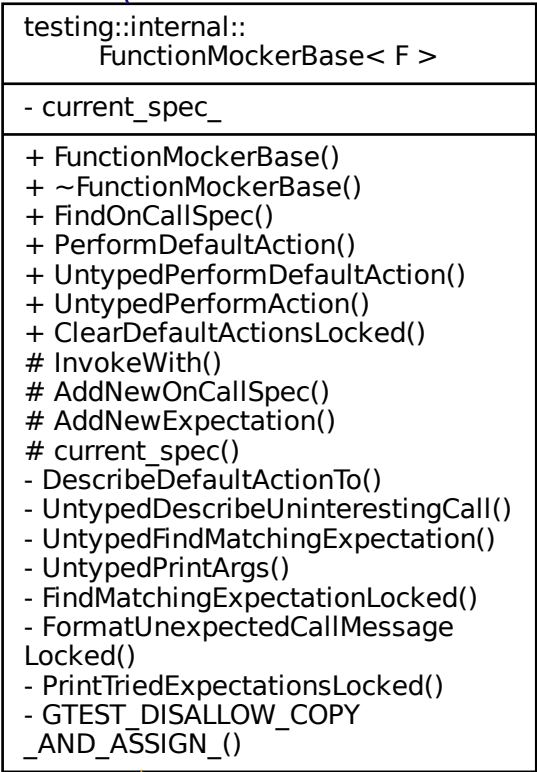 testing::internal::
FunctionMockerBase< F >
- current_spec_
+ FunctionMockerBase()
+ ~FunctionMockerBase()
+ FindOnCallSpec()
+ PerformDefaultAction()
+ UntypedPerformDefaultAction()
+ UntypedPerformAction()
+ ClearDefaultActionsLocked()
# InvokeWith()
# AddNewOnCallSpec()
# AddNewExpectation()
# current_spec()
- DescribeDefaultActionTo()
- UntypedDescribeUninterestingCall()
- UntypedFindMatchingExpectation()
- UntypedPrintArgs()
- FindMatchingExpectationLocked()
- FormatUnexpectedCallMessage
Locked()
- PrintTriedExpectationsLocked()
- GTEST_DISALLOW_COPY
_AND_ASSIGN_()